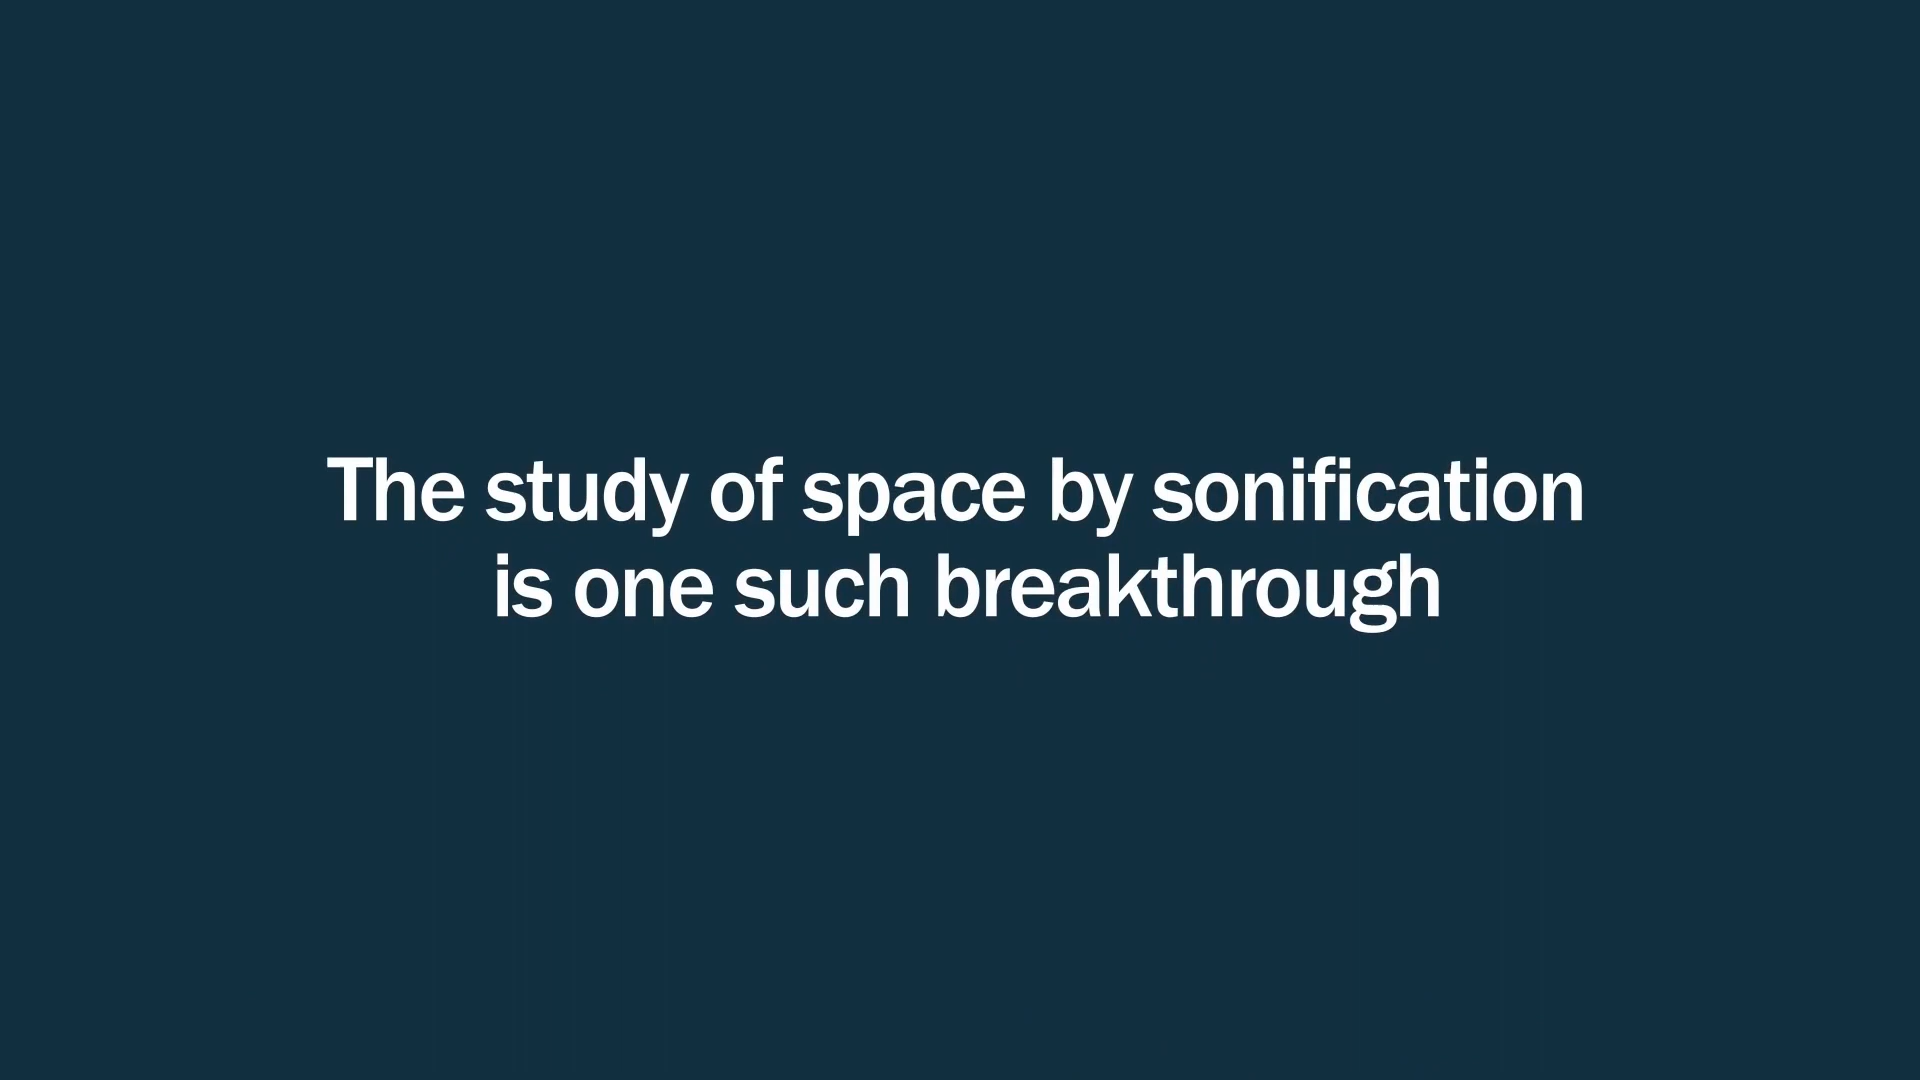 The study of space by sonification
is one such breakthrough